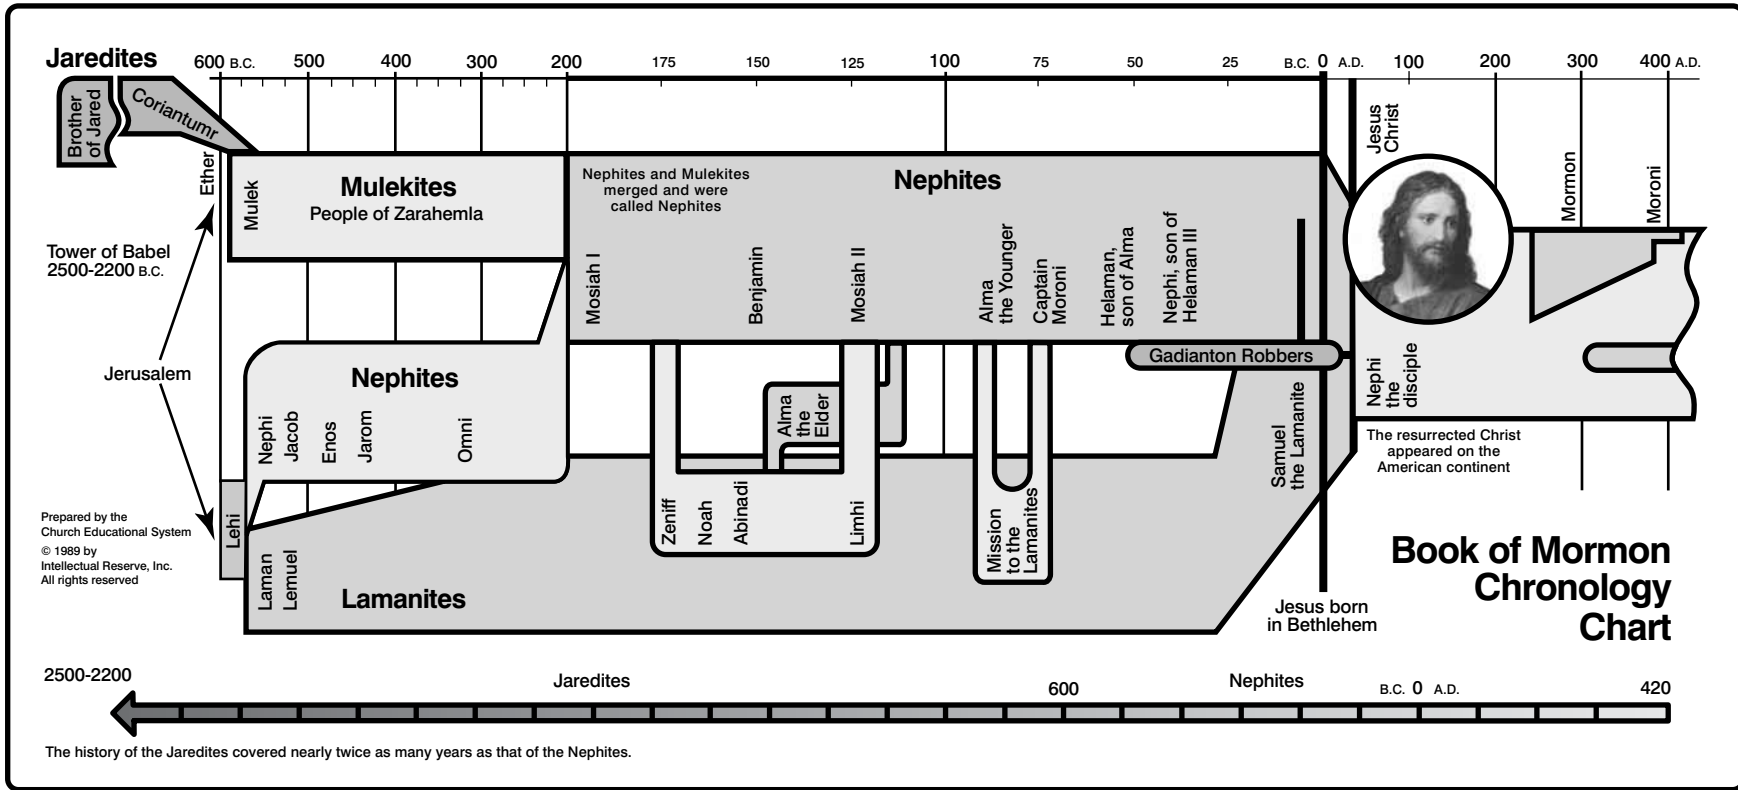 Jaredites
600 B.C. 500 400 300 200 175 150 125 100 75 50 25 B.C. 0 A.D. 100 200 300 400 A.D.
Brother
of Jared
Coriantumr
Ether
Jesus
Christ
Mulek
Mulekites
People of Zarahemla
Nephites and Mulekites
merged and were
called Nephites
Nephites
Mormon
Moroni
Tower of Babel
2500-2200 B.C.
Mosiah I
Benjamin
Mosiah II
Alma
the Younger
Captain
Moroni
Helaman,
son of Alma
Nephi, son of
Helaman III
Jerusalem
Nephites
Gadianton Robbers
Nephi
Jacob
Enos
Jarom
Omni
Alma
the
Elder
Samuel
the Lamanite
Nephi
the
disciple
The resurrected Christ
appeared on the
American continent
Prepared by the
Church Educational System
© 1989 by
Intellectual Reserve, Inc.
All rights reserved
Lehi
Laman
Lemuel
Lamanites
Zeniff
Noah
Abinadi
Limhi
Mission
to the
Lamanites
Jesus born
in Bethlehem
Book of Mormon
Chronology
Chart
2500-2200 Jaredites 600 Nephites B.C. 0 A.D. 420
The history of the Jaredites covered nearly twice as many years as that of the Nephites.